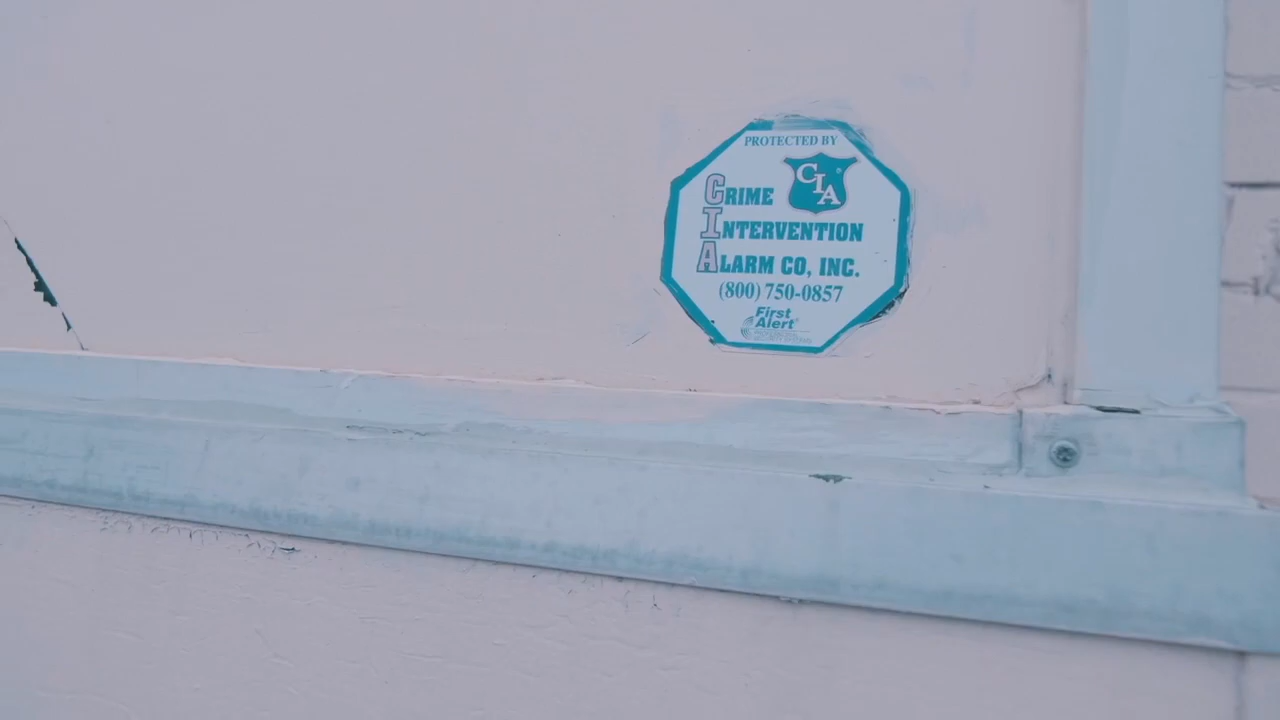 PROTECTED BY
CIA
CRIME
INTERVENTION
ALARM CO, INC.
(800) 750-0857
First
Alert